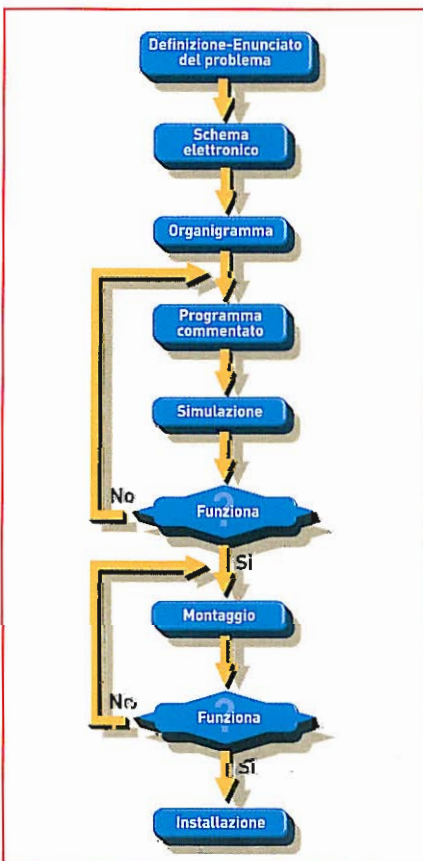 Definizione-Enunciato
del problema
Schema
elettronico
Organigramma
Programma
commentato
Simulazione
?
Funziona
No
Si
Montaggio
?
Funziona
No
Si
Installazione